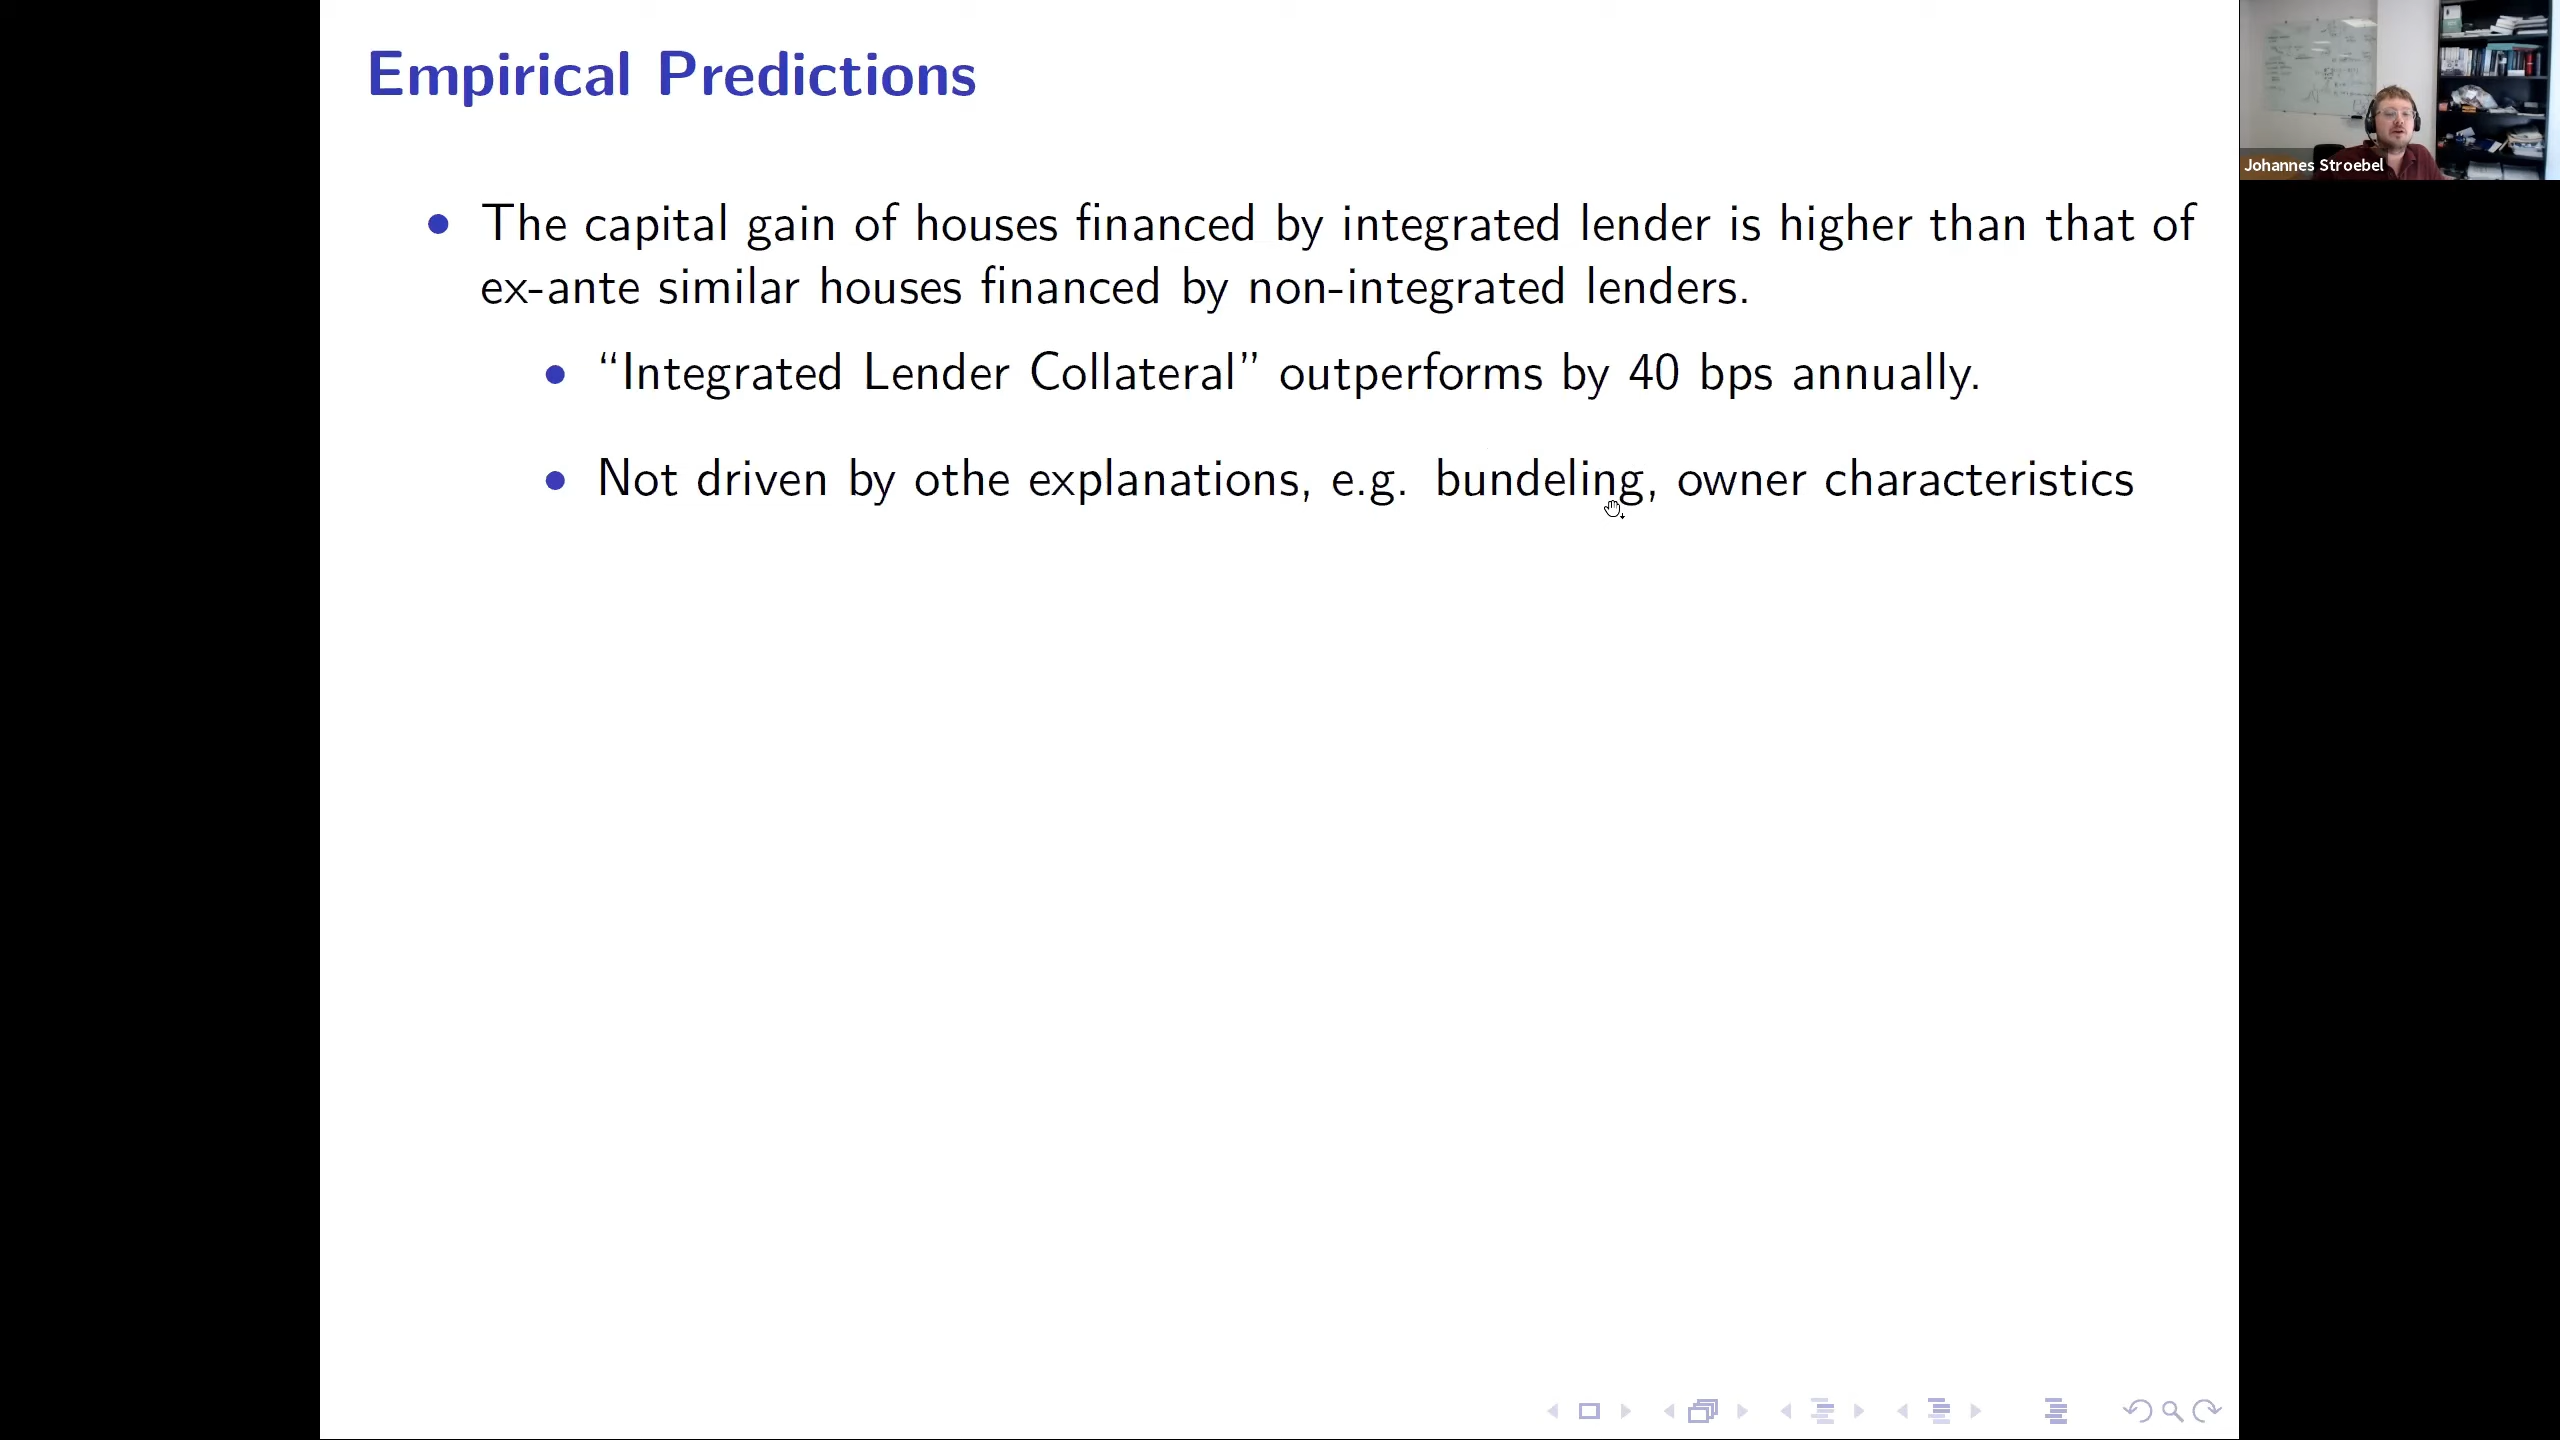 Empirical Predictions
The capital gain of houses financed by integrated lender is higher than that of
ex-ante similar houses financed by non-integrated lenders.
“Integrated Lender Collateral” outperforms by 40 bps annually.
Not driven by othe explanations, e.g. bundeling, owner characteristics
Johannes Stroebel